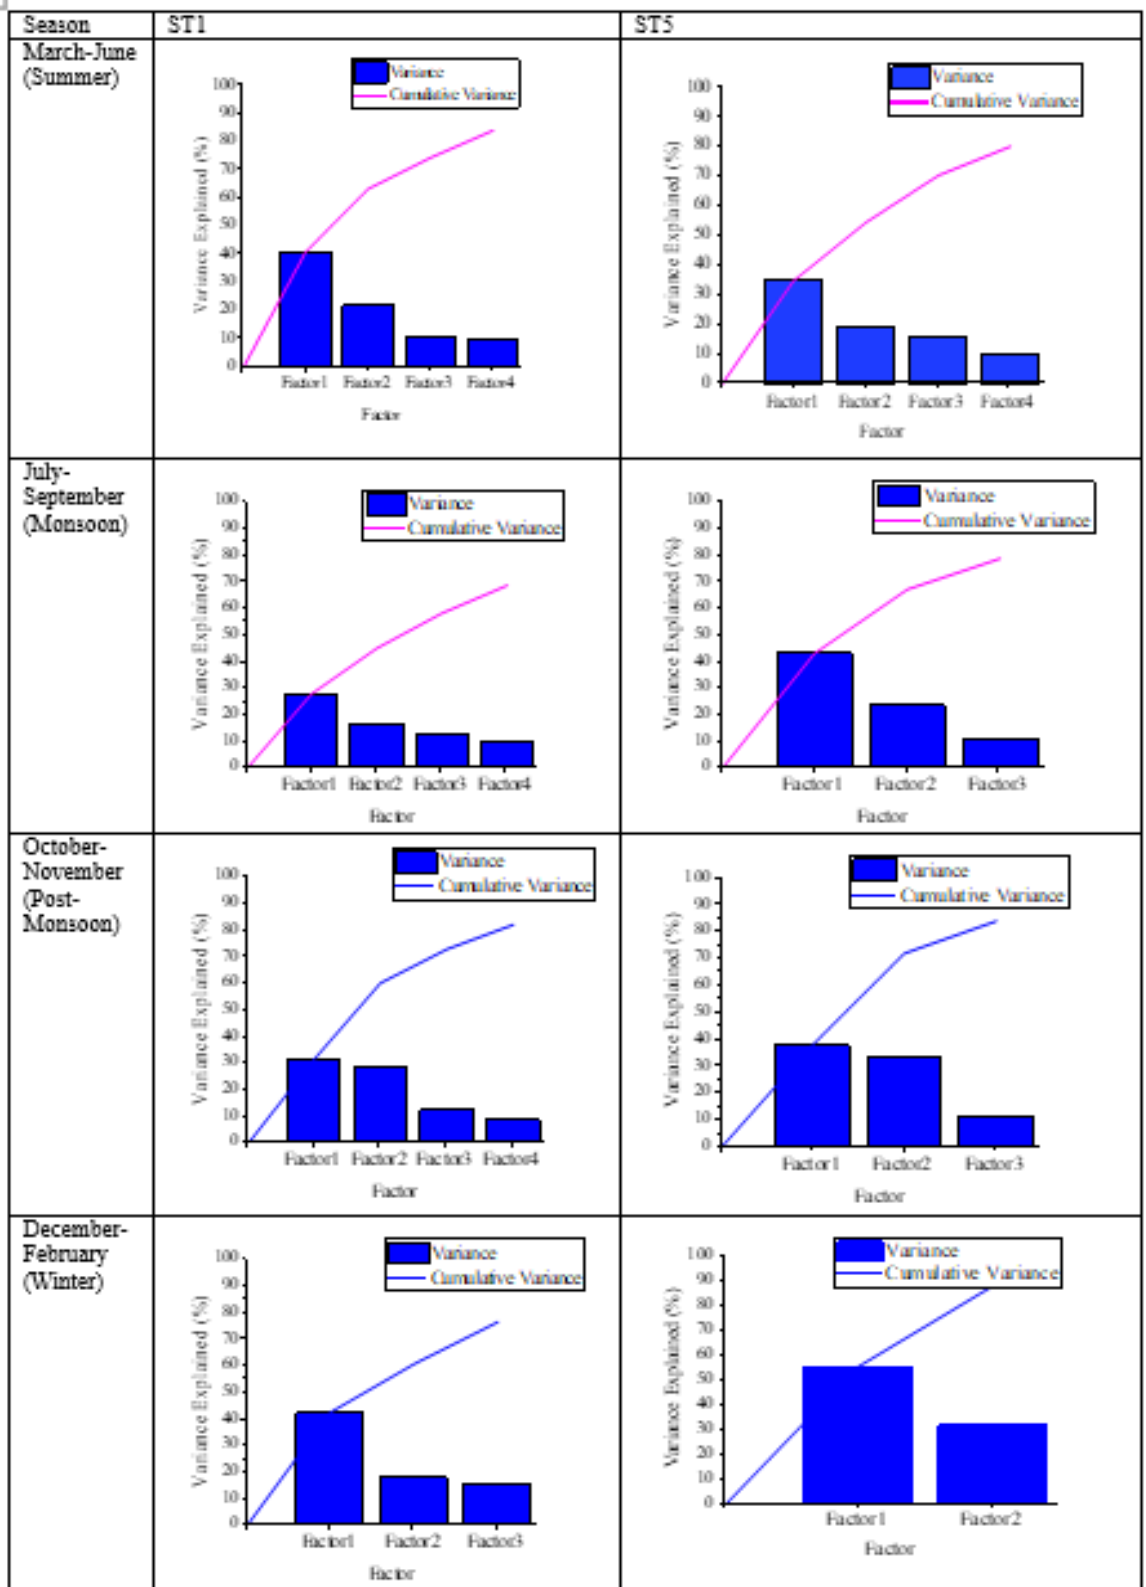 Season ST1 ST5
March-June
(Summer)
Variance
Cumulative Variance
Variance Explained (%)
100
90
80
70
60
50
40
30
20
10
0
Factor1 Factor2 Factor3 Factor4
Factor
Variance
Cumulative Variance
Variance Explained (%)
100
90
80
70
60
50
40
30
20
10
0
Factor1 Factor2 Factor3 Factor4
Factor
July-
September
(Monsoon)
Variance
Cumulative Variance
Variance Explained (%)
100
90
80
70
60
50
40
30
20
10
0
Factor1 Factor2 Factor3 Factor4
Factor
Variance
Cumulative Variance
Variance Explained (%)
100
90
80
70
60
50
40
30
20
10
0
Factor1 Factor2 Factor3
Factor
October-
November
(Post-
Monsoon)
Variance
Cumulative Variance
Variance Explained (%)
100
90
80
70
60
50
40
30
20
10
0
Factor1 Factor2 Factor3 Factor4
Factor
Variance
Cumulative Variance
Variance Explained (%)
100
90
80
70
60
50
40
30
20
10
0
Factor1 Factor2 Factor3
Factor
December-
February
(Winter)
Variance
Cumulative Variance
Variance Explained (%)
100
90
80
70
60
50
40
30
20
10
0
Factor1 Factor2 Factor3
Factor
Variance
Cumulative Variance
Variance Explained (%)
100
90
80
70
60
50
40
30
20
10
0
Factor1 Factor2
Factor